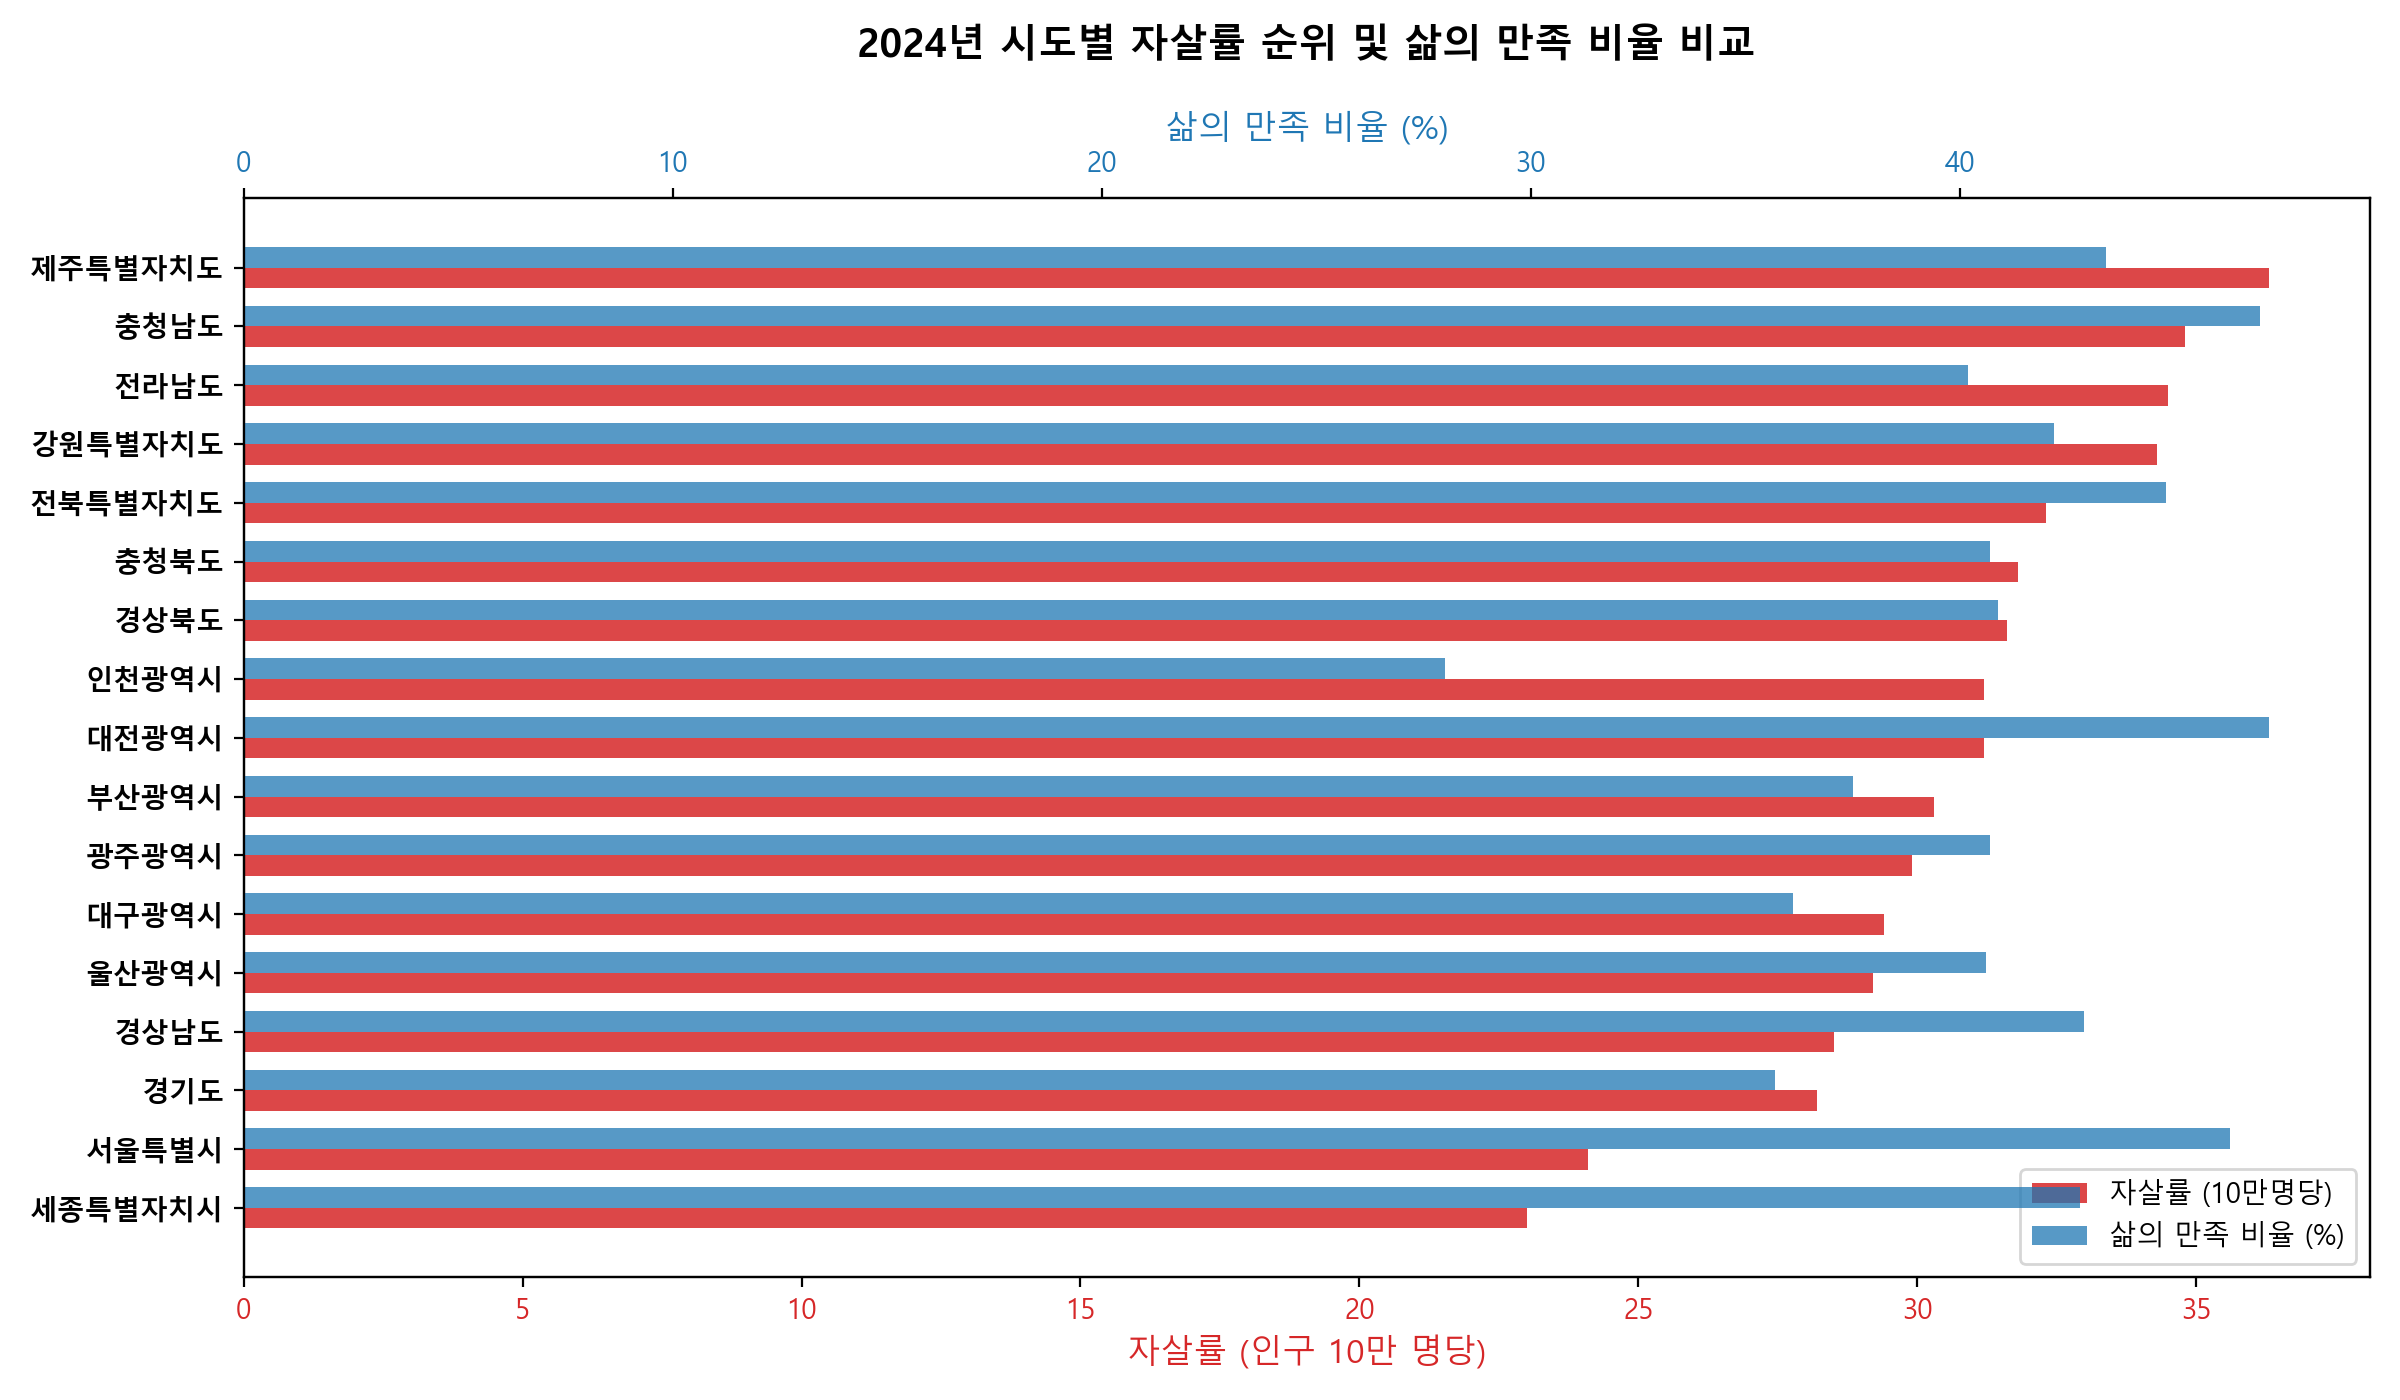 2024년 시도별 자살률 순위 및 삶의 만족 비율 비교
삶의 만족 비율 (%)
0 10 20 30 40
제주특별자치도
충청남도
전라남도
강원특별자치도
전북특별자치도
충청북도
경상북도
인천광역시
대전광역시
부산광역시
광주광역시
대구광역시
울산광역시
경상남도
경기도
서울특별시
세종특별자치시
자살률 (10만명당)
삶의 만족 비율 (%)
0 5 10 15 20 25 30 35
자살률 (인구 10만 명당)